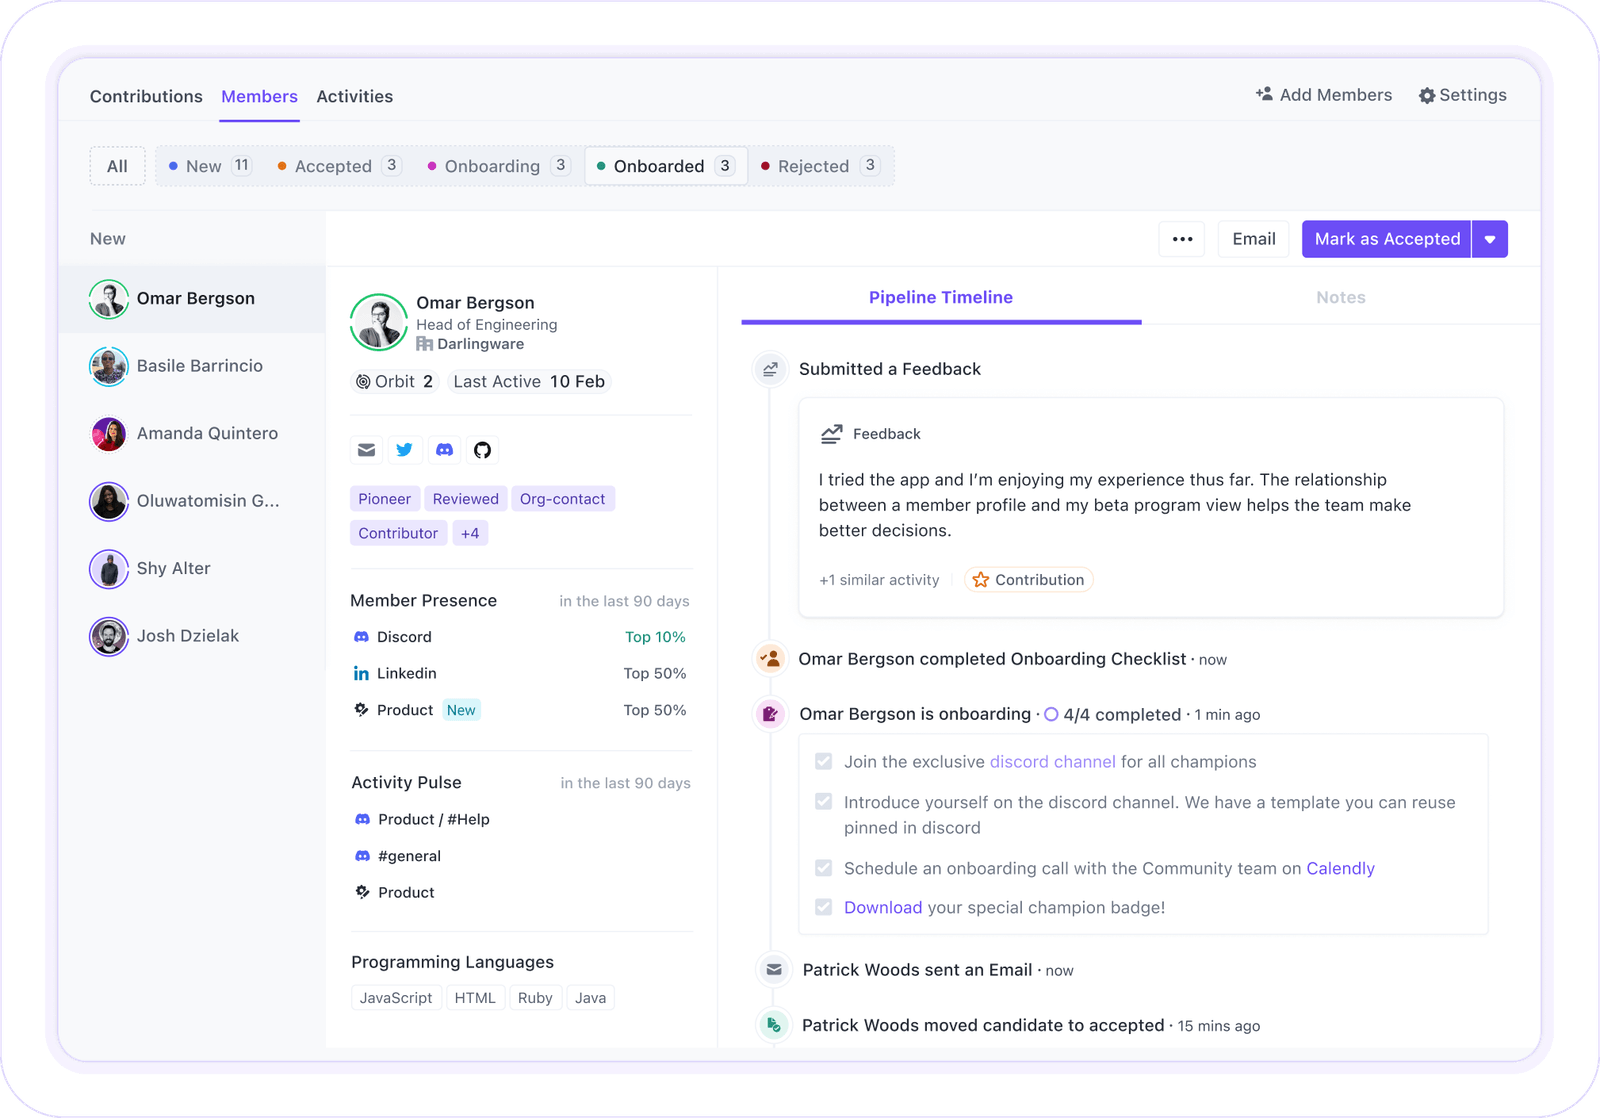 Contributions Members Activities
Add Members Settings
All New 11 Accepted 3 Onboarding 3 Onboarded 3 Rejected 3
New
Email Mark as Accepted
Omar Bergson
Basile Barrincio
Amanda Quintero
Oluwatomisin G...
Shy Alter
Josh Dzielak
Omar Bergson
Head of Engineering
Darlingware
Orbit 2 Last Active 10 Feb
Pioneer Reviewed Org-contact
Contributor +4
Member Presence in the last 90 days
Discord Top 10%
in Linkedin Top 50%
Product New Top 50%
Activity Pulse in the last 90 days
Product / #Help
#general
Product
Programming Languages
JavaScript HTML Ruby Java
Pipeline Timeline Notes
Submitted a Feedback
Feedback
I tried the app and I’m enjoying my experience thus far. The relationship
between a member profile and my beta program view helps the team make
better decisions.
+1 similar activity Contribution
Omar Bergson completed Onboarding Checklist · now
Omar Bergson is onboarding · 4/4 completed · 1 min ago
Join the exclusive discord channel for all champions
Introduce yourself on the discord channel. We have a template you can reuse
pinned in discord
Schedule an onboarding call with the Community team on Calendly
Download your special champion badge!
Patrick Woods sent an Email · now
Patrick Woods moved candidate to accepted · 15 mins ago